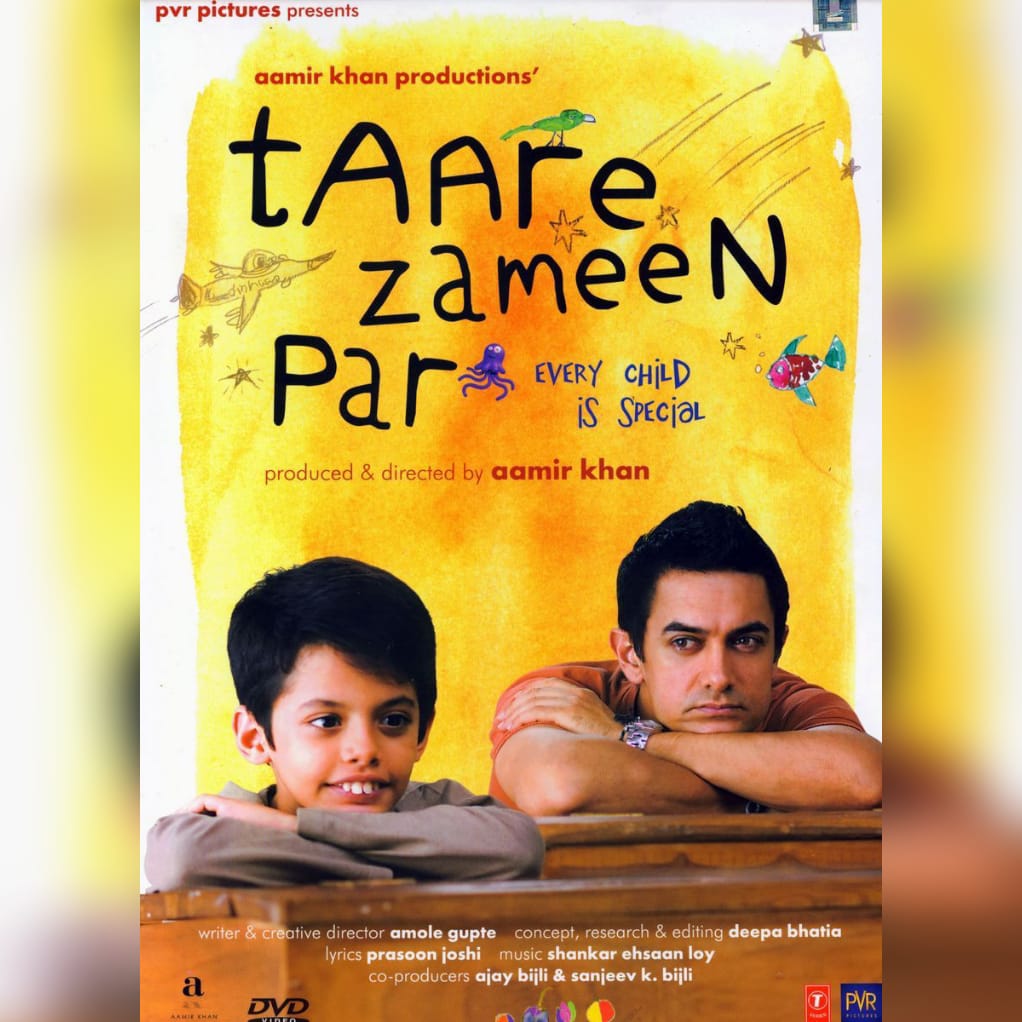 pvr pictures presents
aamir khan productions'
tAAre
zameeN
Par
EVERY CHILD
iS SPECiaL
produced & directed by aamir khan
writer & creative director amole gupte concept, research & editing deepa bhatia
lyrics prasoon joshi music shankar ehsaan loy
co-producers ajay bijli & sanjeev k. bijli
a
AAMIR KHAN
DVD
VIDEO
T
PVR
PICTURES